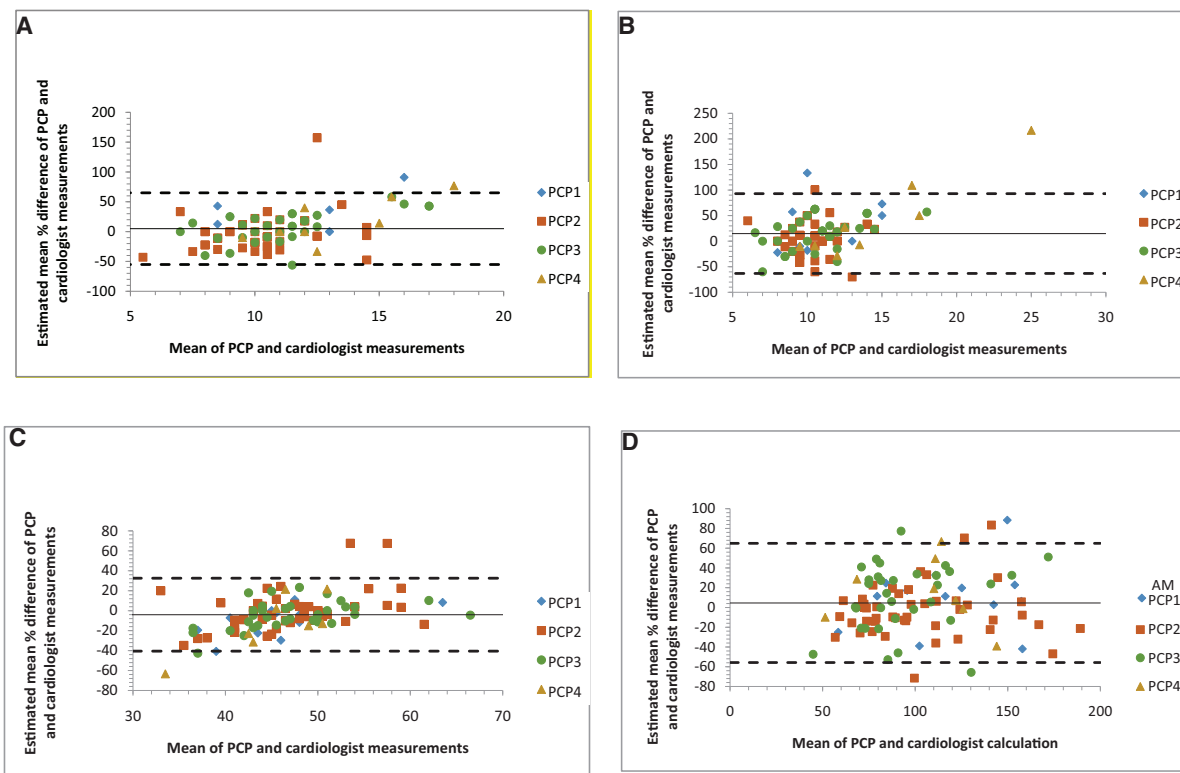 A
Estimated mean % difference of PCP and
cardiologist measurements
200
150
100
50
0
-50
-100
5
10
15
20
Mean of PCP and cardiologist measurements
PCP1
PCP2
PCP3
PCP4
B
Estimated mean % difference of PCP and
cardiologist measurements
250
200
150
100
50
0
-50
-100
5
10
15
20
25
30
Mean of PCP and cardiologist measurements
PCP1
PCP2
PCP3
PCP4
C
Estimated mean % difference of PCP
and cardiologist measurements
80
60
40
20
0
-20
-40
-60
-80
30
40
50
60
70
Mean of PCP and cardiologist measurements
PCP1
PCP2
PCP3
PCP4
D
Estimated mean % difference of PCP
and cardiologist measurements
100
80
60
40
20
0
-20
-40
-60
-80
0
50
100
150
200
Mean of PCP and cardiologist calculation
AM
PCP1
PCP2
PCP3
PCP4